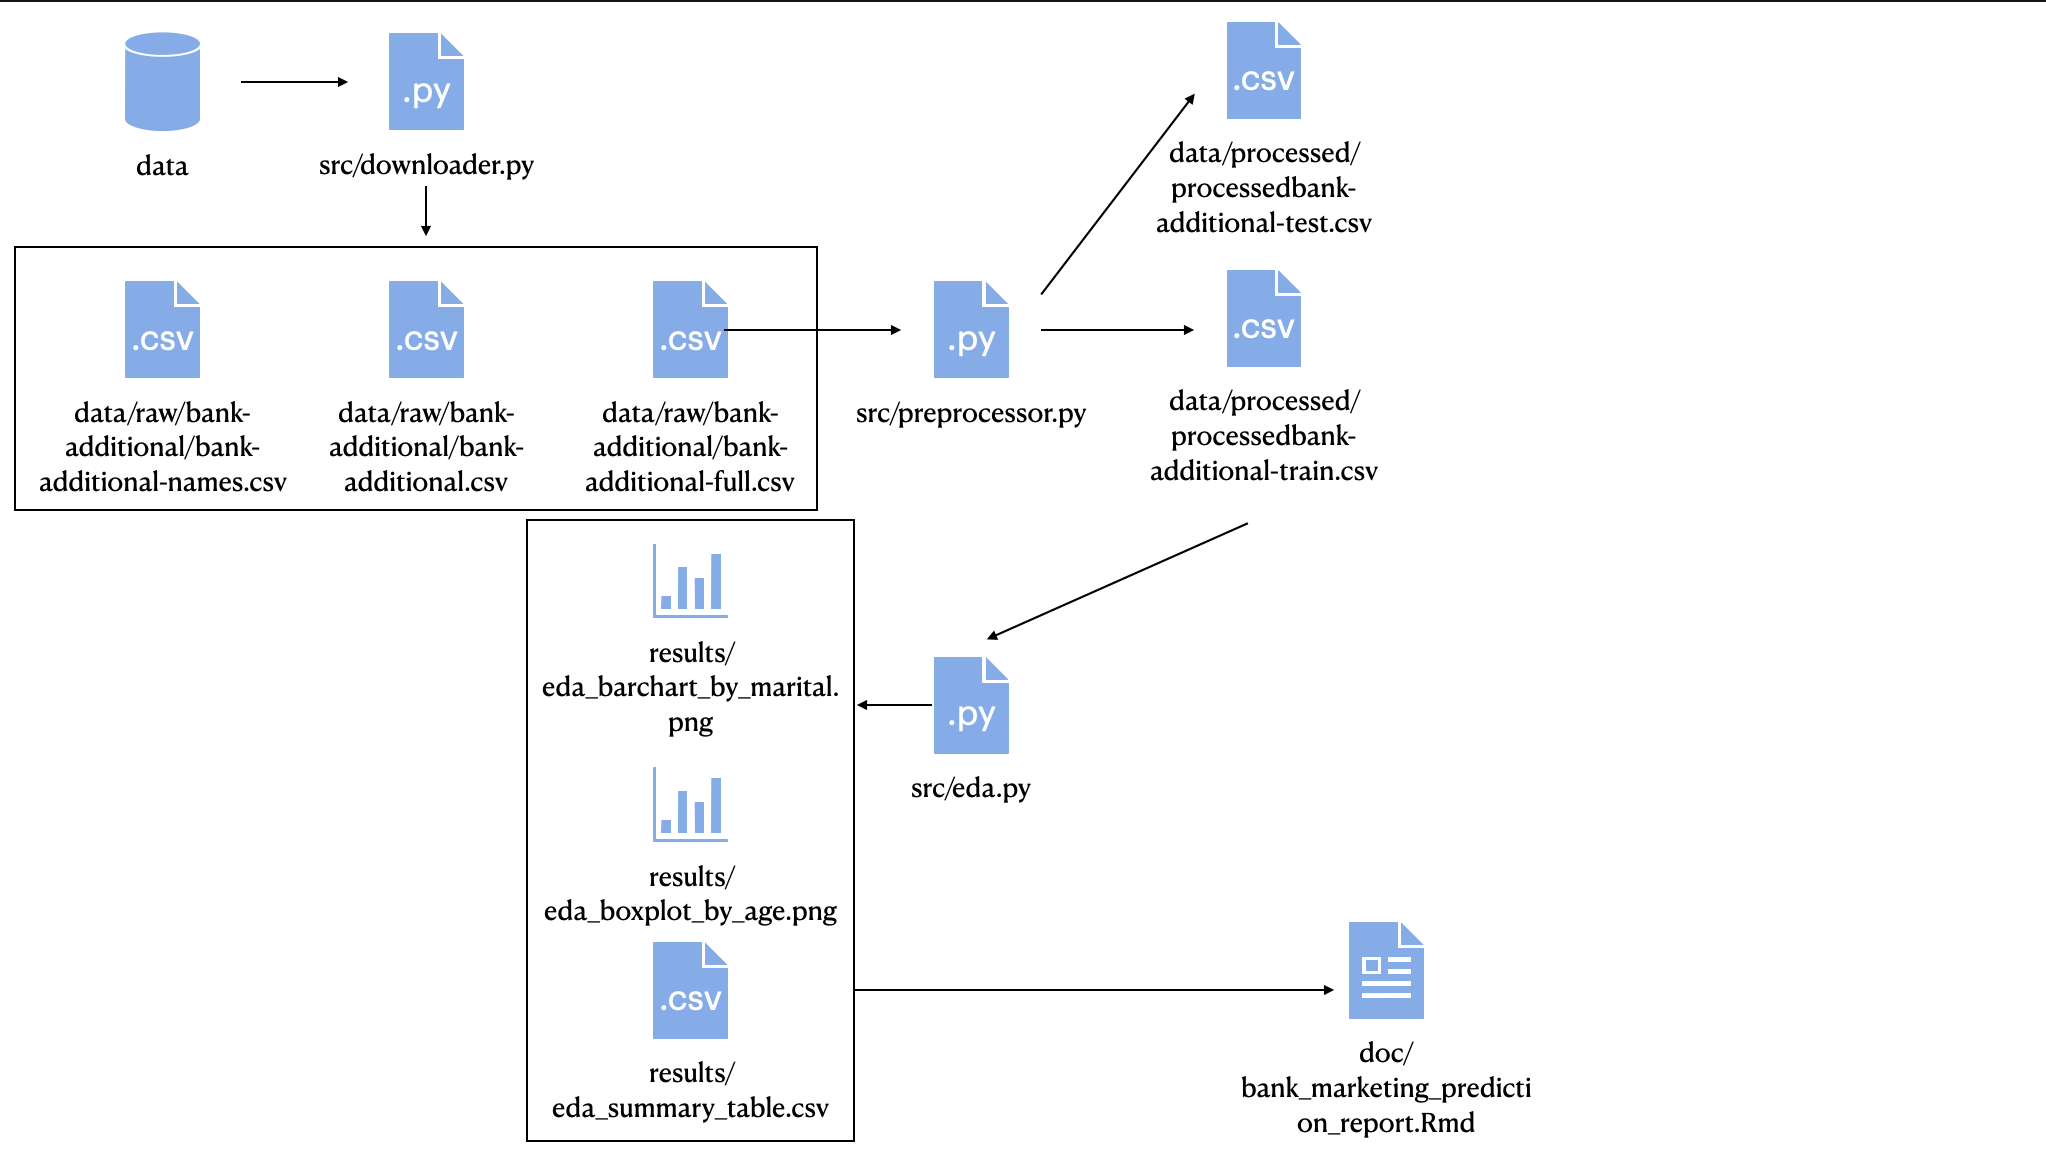 .py
data
src/downloader.py
.csv
data/processed/
processedbank-
additional-test.csv
.csv
data/raw/bank-
additional/bank-
additional-names.csv
.csv
data/raw/bank-
additional/bank-
additional.csv
.csv
data/raw/bank-
additional/bank-
additional-full.csv
.py
src/preprocessor.py
.csv
data/processed/
processedbank-
additional-train.csv
results/
eda_barchart_by_marital.
png
.py
src/eda.py
results/
eda_boxplot_by_age.png
.csv
results/
eda_summary_table.csv
doc/
bank_marketing_predicti
on_report.Rmd